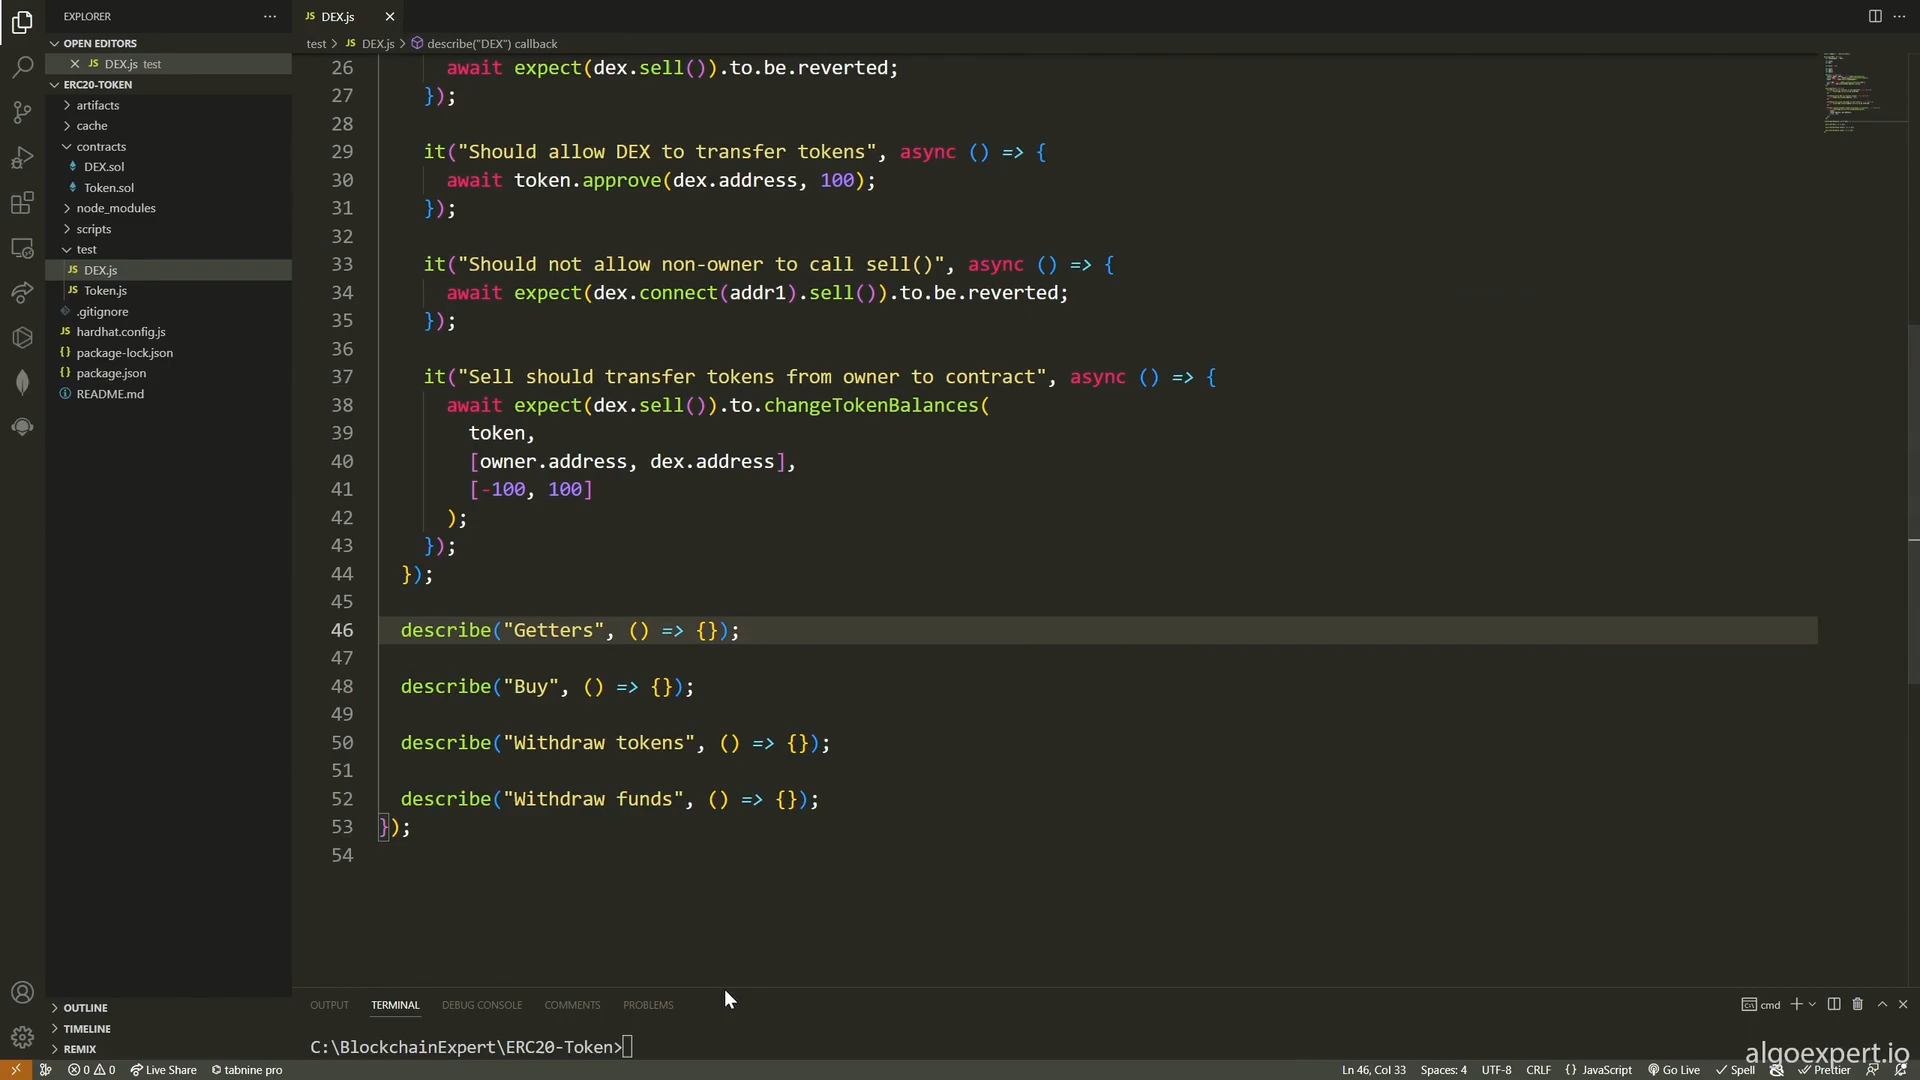 EXPLORER
JS DEX.js
OPEN EDITORS
JS DEX.js test
test > JS DEX.js > describe("DEX") callback
ERC20-TOKEN
artifacts
cache
contracts
DEX.sol
Token.sol
node_modules
scripts
test
JS DEX.js
JS Token.js
.gitignore
JS hardhat.config.js
{} package-lock.json
{} package.json
README.md
26 await expect(dex.sell()).to.be.reverted;
27 });
28
29 it("Should allow DEX to transfer tokens", async () => {
30 await token.approve(dex.address, 100);
31 });
32
33 it("Should not allow non-owner to call sell()", async () => {
34 await expect(dex.connect(addr1).sell()).to.be.reverted;
35 });
36
37 it("Sell should transfer tokens from owner to contract", async () => {
38 await expect(dex.sell()).to.changeTokenBalances(
39 token,
40 [owner.address, dex.address],
41 [-100, 100]
42 );
43 });
44 });
45
46 describe("Getters", () => {});
47
48 describe("Buy", () => {});
49
50 describe("Withdraw tokens", () => {});
51
52 describe("Withdraw funds", () => {});
53 });
54
OUTLINE
TIMELINE
REMIX
OUTPUT TERMINAL DEBUG CONSOLE COMMENTS PROBLEMS
cmd
C:\BlockchainExpert\ERC20-Token>
algoexpert.io
0 0 Live Share tabnine pro
Ln 46, Col 33 Spaces: 4 UTF-8 CRLF {} JavaScript Go Live Spell Prettier